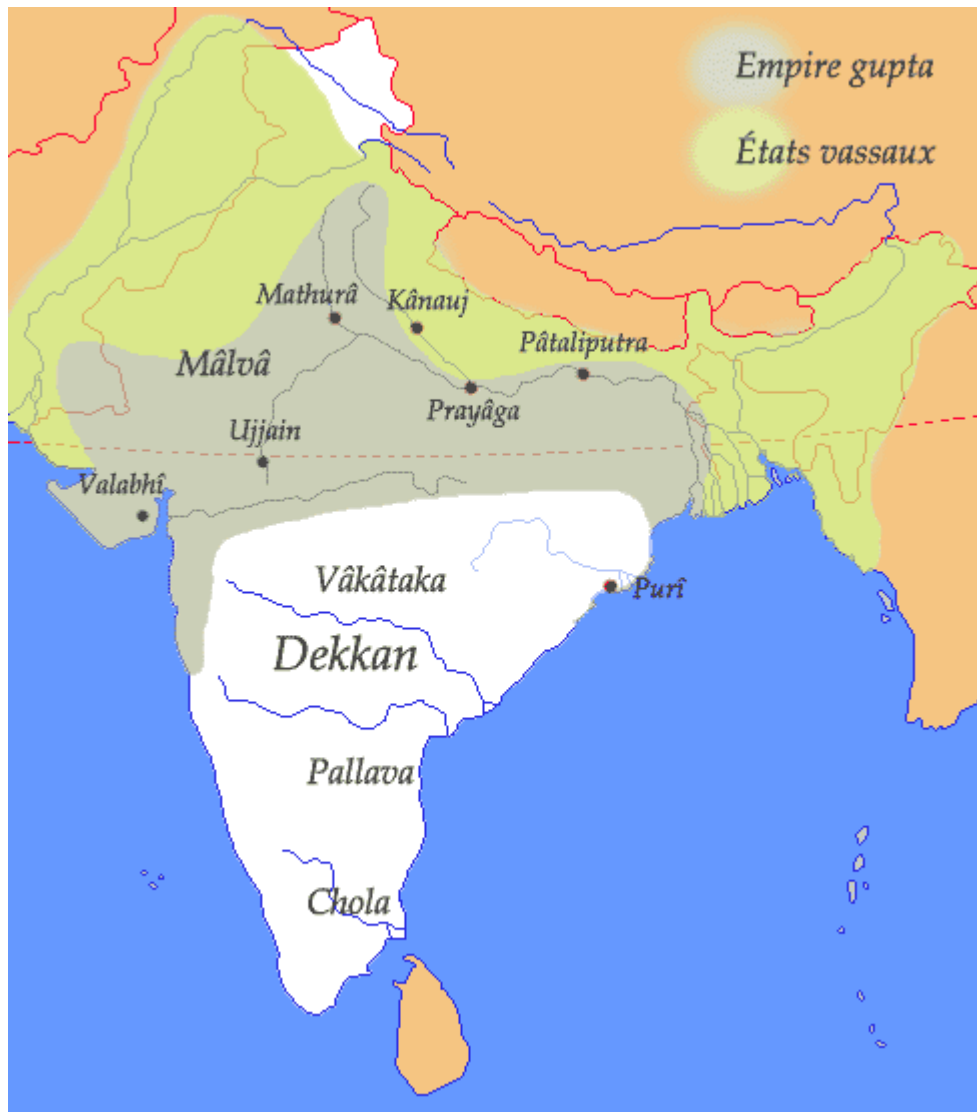 Empire gupta
États vassaux
Mathurâ
Kânauj
Pâtaliputra
Mâlvâ
Prayâga
Ujjain
Valabhî
Vâkâtaka
Purî
Dekkan
Pallava
Chola